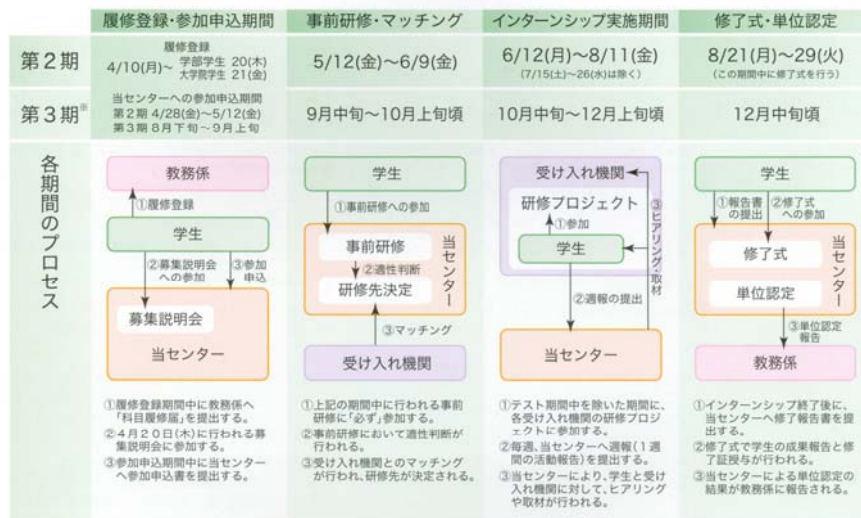 履修登録・参加申込期間
事前研修・マッチング
インターンシップ実施期間
修了式・単位認定
第2期
履修登録
4/10(月)～ 学部学生 20(木)
大学院学生 21(金)
5/12(金)～6/9(金)
6/12(月)～8/11(金)
(7/15(土)～26(水)は除く)
8/21(月)～29(火)
(この期間中に修了式を行う)
第3期※
当センターへの参加申込期間
第2期 4/28(金)～5/12(金)
第3期 8月下旬～9月上旬
9月中旬～10月上旬頃
10月中旬～12月上旬頃
12月中旬頃
各期間のプロセス
教務係
①履修登録
学生
②募集説明会
への参加
③参加
申込
募集説明会
当センター
①履修登録期間中に教務係へ
「科目履修届」を提出する。
②4月20日(木)に行われる募
集説明会に参加する。
③参加申込期間中に当センター
へ参加申込書を提出する。
学生
①事前研修への参加
事前研修
②適性判断
研修先決定
当センター
③マッチング
受け入れ機関
①上記の期間中に行われる事前
研修に「必ず」参加する。
②事前研修において適性判断が
行われる。
③受け入れ機関とのマッチング
が行われ、研修先が決定される。
受け入れ機関
研修プロジェクト
①参加
学生
③ヒアリング・取材
②週報の提出
当センター
①テスト期間中を除いた期間に、
各受け入れ機関の研修プロジ
ェクトに参加する。
②毎週、当センターへ週報(1週
間の活動報告)を提出する。
③当センターにより、学生と受け
入れ機関に対して、ヒアリング
や取材が行われる。
学生
①報告書
の提出
②修了式
への参加
修了式
単位認定
当センター
③単位認定
報告
教務係
①インターンシップ終了後に、
当センターへ修了報告書を提
出する。
②修了式で学生の成果報告と修
了証授与が行われる。
③当センターによる単位認定の
結果が教務係に報告される。